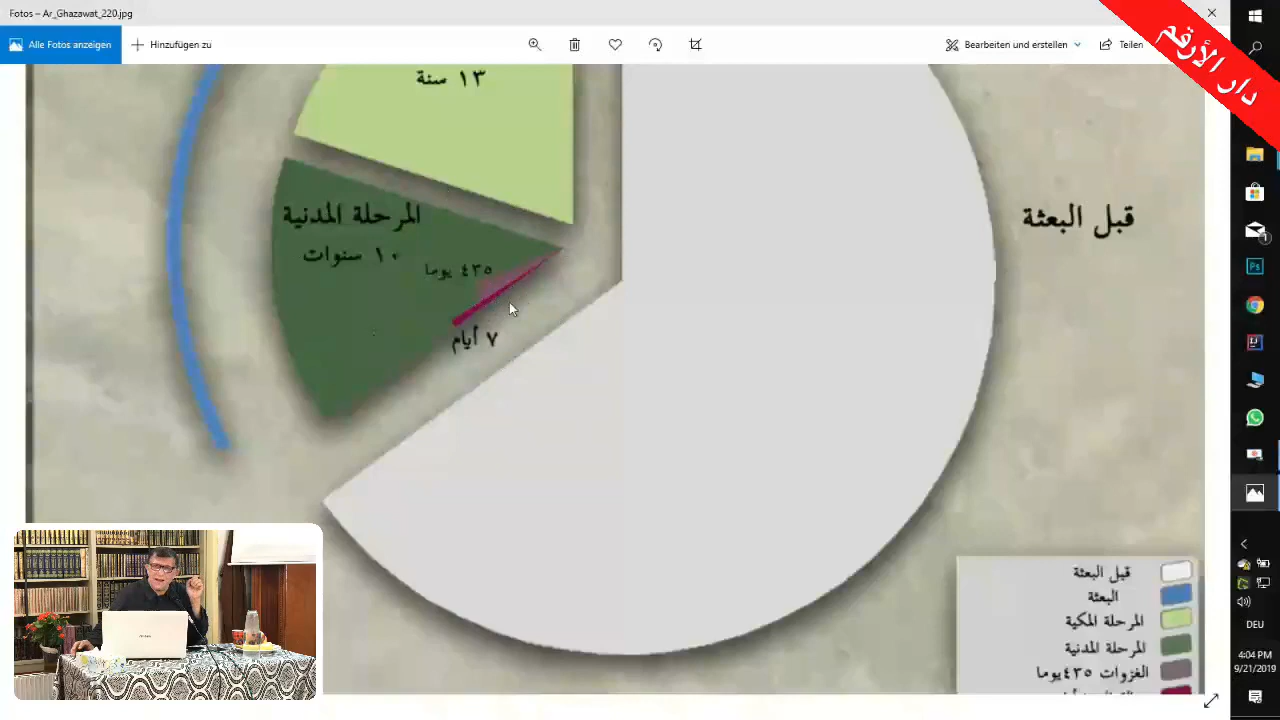 Fotos – Ar_Ghazawat_220.jpg
Alle Fotos anzeigen
Hinzufügen zu
Bearbeiten und erstellen
Teilen
دار الأرقم
١٣ سنة
المرحلة المدنية
١٠ سنوات
٤٣٥ يوما
٧ أيام
قبل البعثة
قبل البعثة
البعثة
المرحلة المكية
المرحلة المدنية
الغزوات ٤٣٥يوما
DEU
4:04 PM
9/21/2019